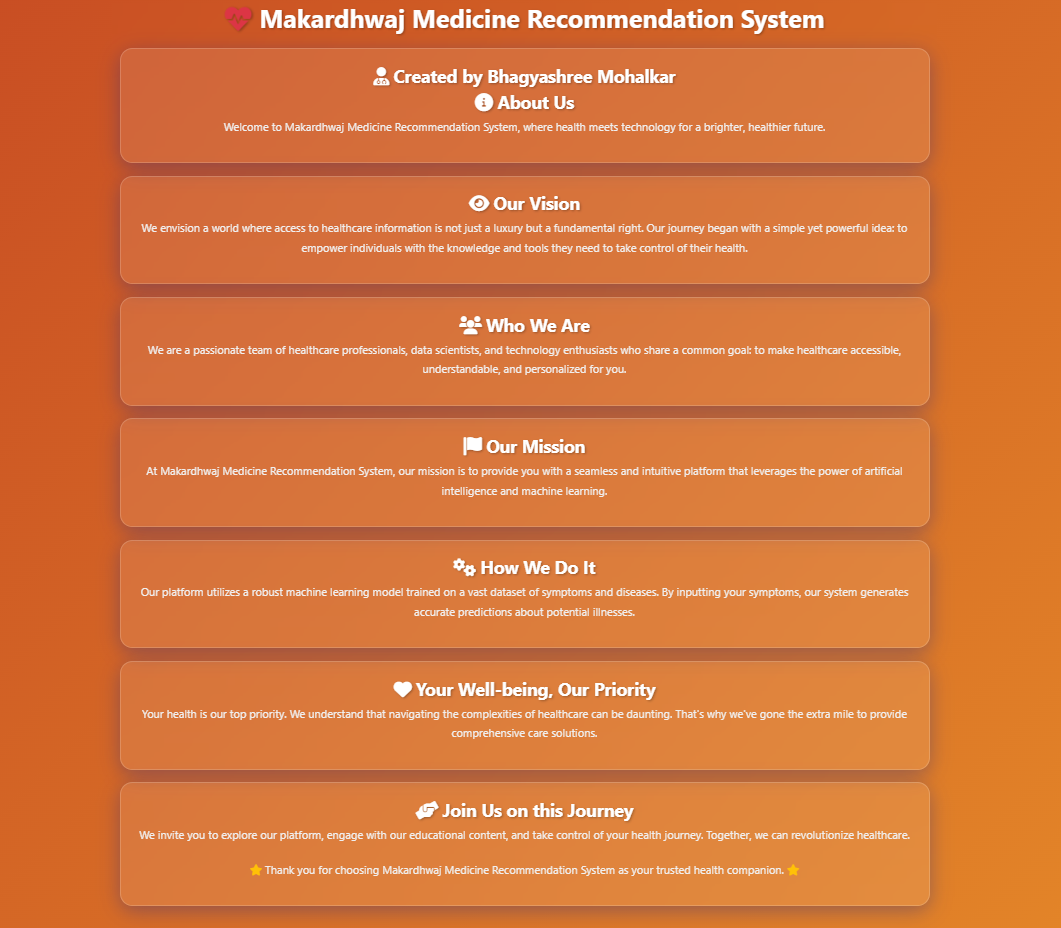 Makardhwaj Medicine Recommendation System
Created by Bhagyashree Mohalkar
About Us
Welcome to Makardhwaj Medicine Recommendation System, where health meets technology for a brighter, healthier future.
Our Vision
We envision a world where access to healthcare information is not just a luxury but a fundamental right. Our journey began with a simple yet powerful idea: to
empower individuals with the knowledge and tools they need to take control of their health.
Who We Are
We are a passionate team of healthcare professionals, data scientists, and technology enthusiasts who share a common goal: to make healthcare accessible,
understandable, and personalized for you.
Our Mission
At Makardhwaj Medicine Recommendation System, our mission is to provide you with a seamless and intuitive platform that leverages the power of artificial
intelligence and machine learning.
How We Do It
Our platform utilizes a robust machine learning model trained on a vast dataset of symptoms and diseases. By inputting your symptoms, our system generates
accurate predictions about potential illnesses.
Your Well-being, Our Priority
Your health is our top priority. We understand that navigating the complexities of healthcare can be daunting. That's why we've gone the extra mile to provide
comprehensive care solutions.
Join Us on this Journey
We invite you to explore our platform, engage with our educational content, and take control of your health journey. Together, we can revolutionize healthcare.
Thank you for choosing Makardhwaj Medicine Recommendation System as your trusted health companion.